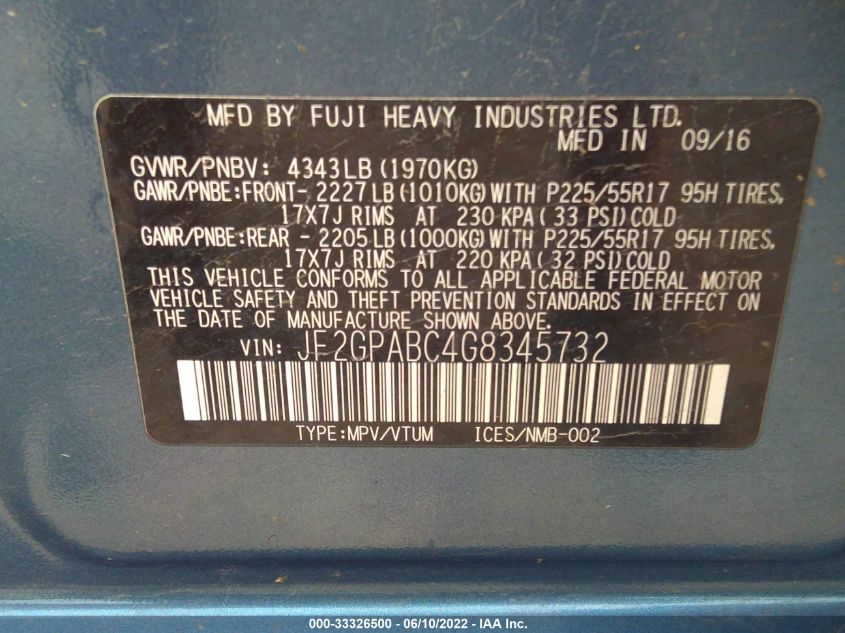 MFD BY FUJI HEAVY INDUSTRIES LTD.
MFD IN 09/16
GVWR/PNBV: 4343LB (1970KG)
GAWR/PNBE:FRONT- 2227LB (1010KG) WITH P225/55R17 95H TIRES,
17X7J RIMS AT 230 KPA ( 33 PSI) COLD
GAWR/PNBE:REAR - 2205LB (1000KG) WITH P225/55R17 95H TIRES,
17X7J RIMS AT 220 KPA ( 32 PSI) COLD
THIS VEHICLE CONFORMS TO ALL APPLICABLE FEDERAL MOTOR
VEHICLE SAFETY AND THEFT PREVENTION STANDARDS IN EFFECT ON
THE DATE OF MANUFACTURE SHOWN ABOVE.
VIN: JF2GPABC4G8345732
TYPE:MPV/VTUM ICES/NMB-002
000-33326500 - 06/10/2022 - IAA Inc.